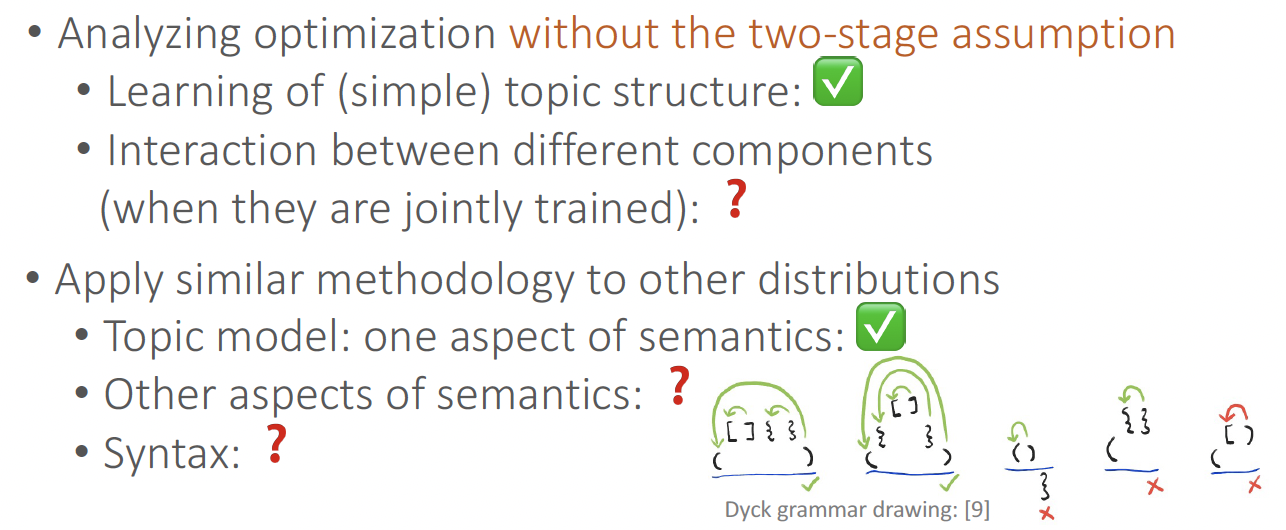 • Analyzing optimization without the two-stage assumption
• Learning of (simple) topic structure: ✅
• Interaction between different components
(when they are jointly trained): ❓
• Apply similar methodology to other distributions
• Topic model: one aspect of semantics: ✅
• Other aspects of semantics: ❓
• Syntax: ❓
( [ ] { } ) ✓
( { [ ] } ) ✓
( ) } ✗
( { } ✗
( [ ) ✗
Dyck grammar drawing: [9]